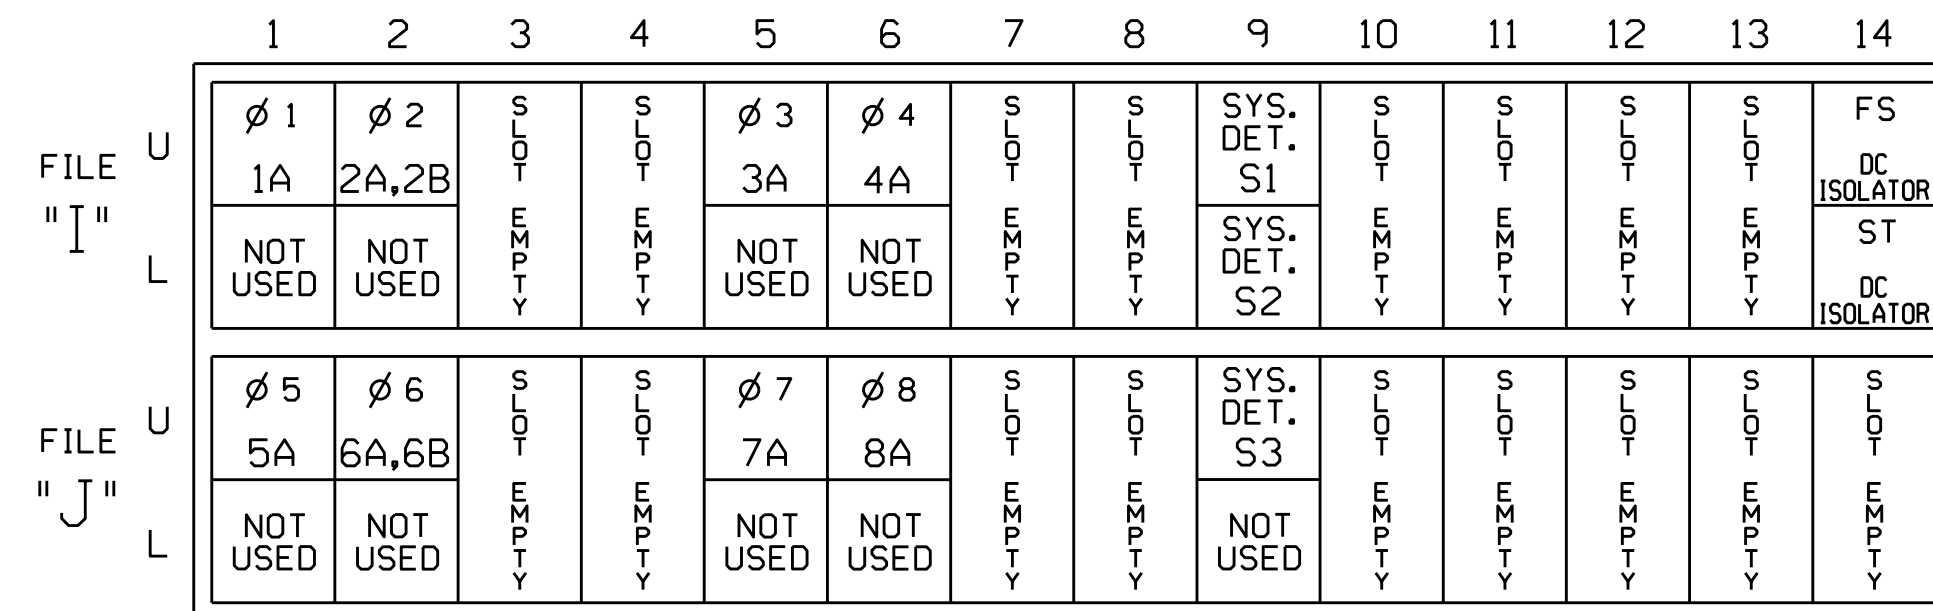 1 2 3 4 5 6 7 8 9 10 11 12 13 14
FILE "I"
U
ø 1 1A
ø 2 2A,2B
SLOT EMPTY
SLOT EMPTY
ø 3 3A
ø 4 4A
SLOT EMPTY
SLOT EMPTY
SYS. DET. S1
SLOT EMPTY
SLOT EMPTY
SLOT EMPTY
SLOT EMPTY
FS DC ISOLATOR
L
NOT USED
NOT USED
NOT USED
NOT USED
SYS. DET. S2
ST DC ISOLATOR
FILE "J"
U
ø 5 5A
ø 6 6A,6B
SLOT EMPTY
SLOT EMPTY
ø 7 7A
ø 8 8A
SLOT EMPTY
SLOT EMPTY
SYS. DET. S3
SLOT EMPTY
SLOT EMPTY
SLOT EMPTY
SLOT EMPTY
SLOT EMPTY
L
NOT USED
NOT USED
NOT USED
NOT USED
NOT USED